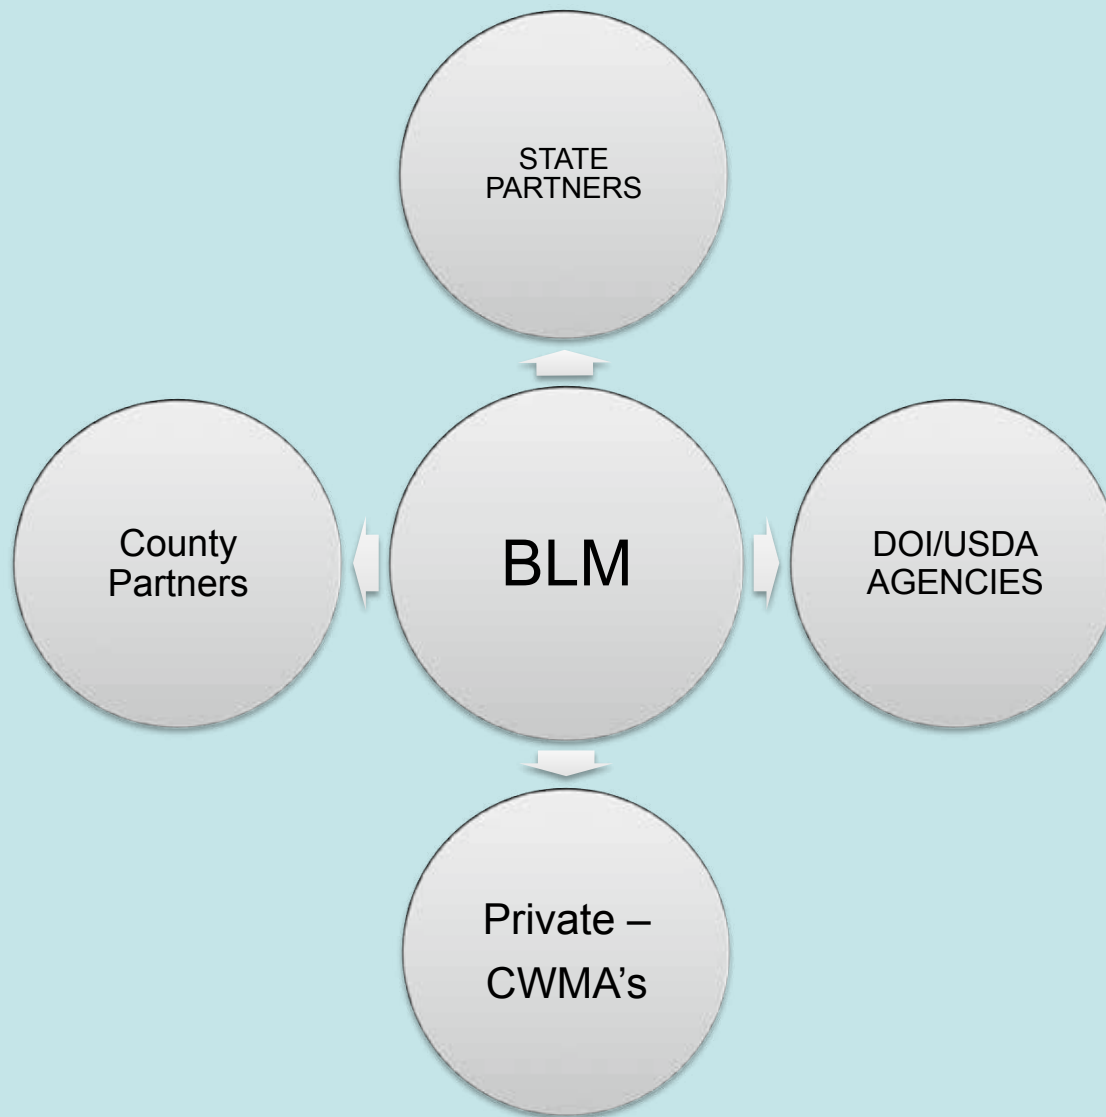 STATE
PARTNERS
County
Partners
BLM
DOI/USDA
AGENCIES
Private –
CWMA’s